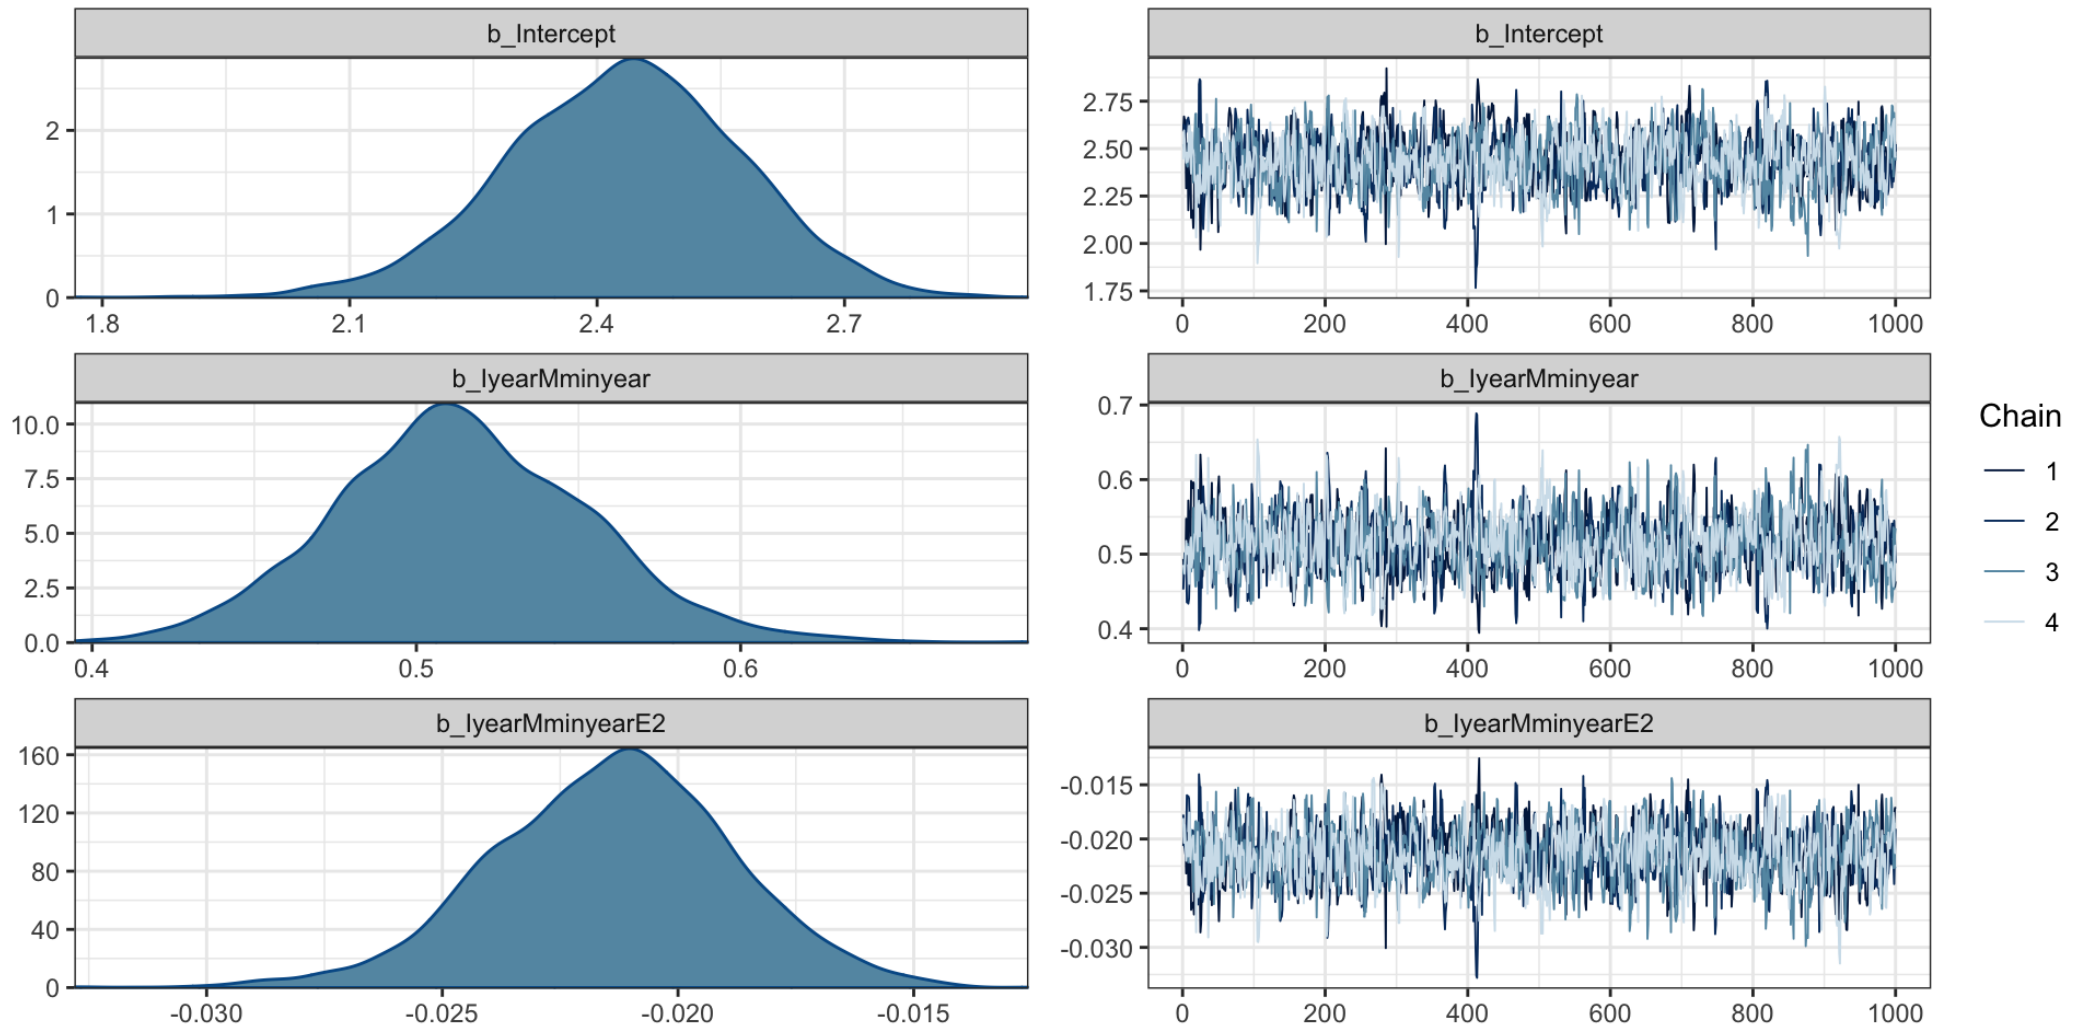 b_Intercept
2
1
0
1.8 2.1 2.4 2.7
b_Intercept
2.75
2.50
2.25
2.00
1.75
0 200 400 600 800 1000
b_IyearMminyear
10.0
7.5
5.0
2.5
0.0
0.4 0.5 0.6
b_IyearMminyear
0.7
0.6
0.5
0.4
0 200 400 600 800 1000
b_IyearMminyearE2
160
120
80
40
0
-0.030 -0.025 -0.020 -0.015
b_IyearMminyearE2
-0.015
-0.020
-0.025
-0.030
0 200 400 600 800 1000
Chain
1
2
3
4